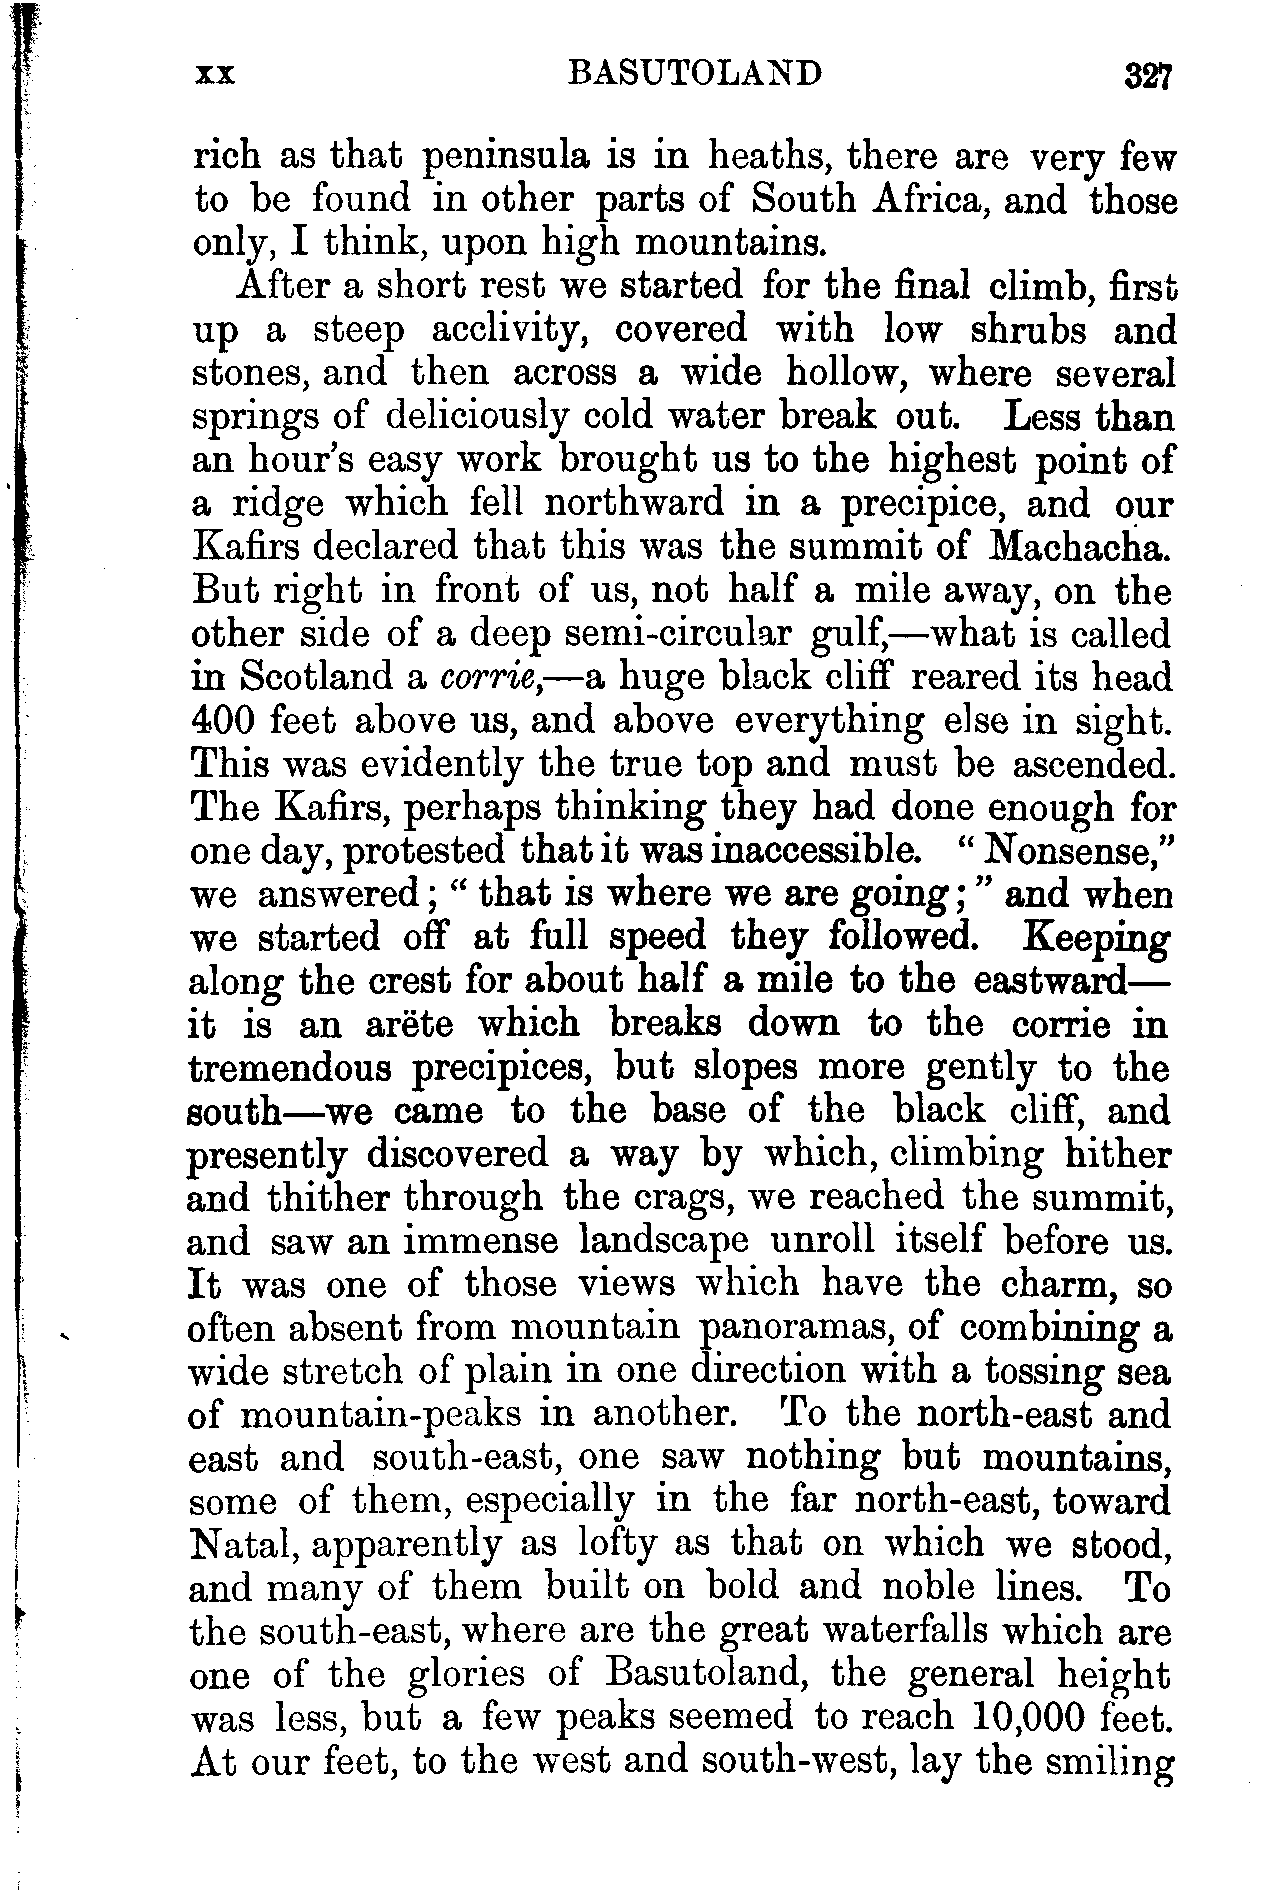 xx BASUTOLAND 327
rich as that peninsula is in heaths, there are very few
to be found in other parts of South Africa, and those
only, I think, upon high mountains.
After a short rest we started for the final climb, first
up a steep acclivity, covered with low shrubs and
stones, and then across a wide hollow, where several
springs of deliciously cold water break out. Less than
an hour's easy work brought us to the highest point of
a ridge which fell northward in a precipice, and our
Kafirs declared that this was the summit of Machacha.
But right in front of us, not half a mile away, on the
other side of a deep semi-circular gulf,—what is called
in Scotland a corrie,—a huge black cliff reared its head
400 feet above us, and above everything else in sight.
This was evidently the true top and must be ascended.
The Kafirs, perhaps thinking they had done enough for
one day, protested that it was inaccessible. “ Nonsense,”
we answered ; “ that is where we are going ; ” and when
we started off at full speed they followed. Keeping
along the crest for about half a mile to the eastward—
it is an arëte which breaks down to the corrie in
tremendous precipices, but slopes more gently to the
south—we came to the base of the black cliff, and
presently discovered a way by which, climbing hither
and thither through the crags, we reached the summit,
and saw an immense landscape unroll itself before us.
It was one of those views which have the charm, so
often absent from mountain panoramas, of combining a
wide stretch of plain in one direction with a tossing sea
of mountain-peaks in another. To the north-east and
east and south-east, one saw nothing but mountains,
some of them, especially in the far north-east, toward
Natal, apparently as lofty as that on which we stood,
and many of them built on bold and noble lines. To
the south-east, where are the great waterfalls which are
one of the glories of Basutoland, the general height
was less, but a few peaks seemed to reach 10,000 feet.
At our feet, to the west and south-west, lay the smiling